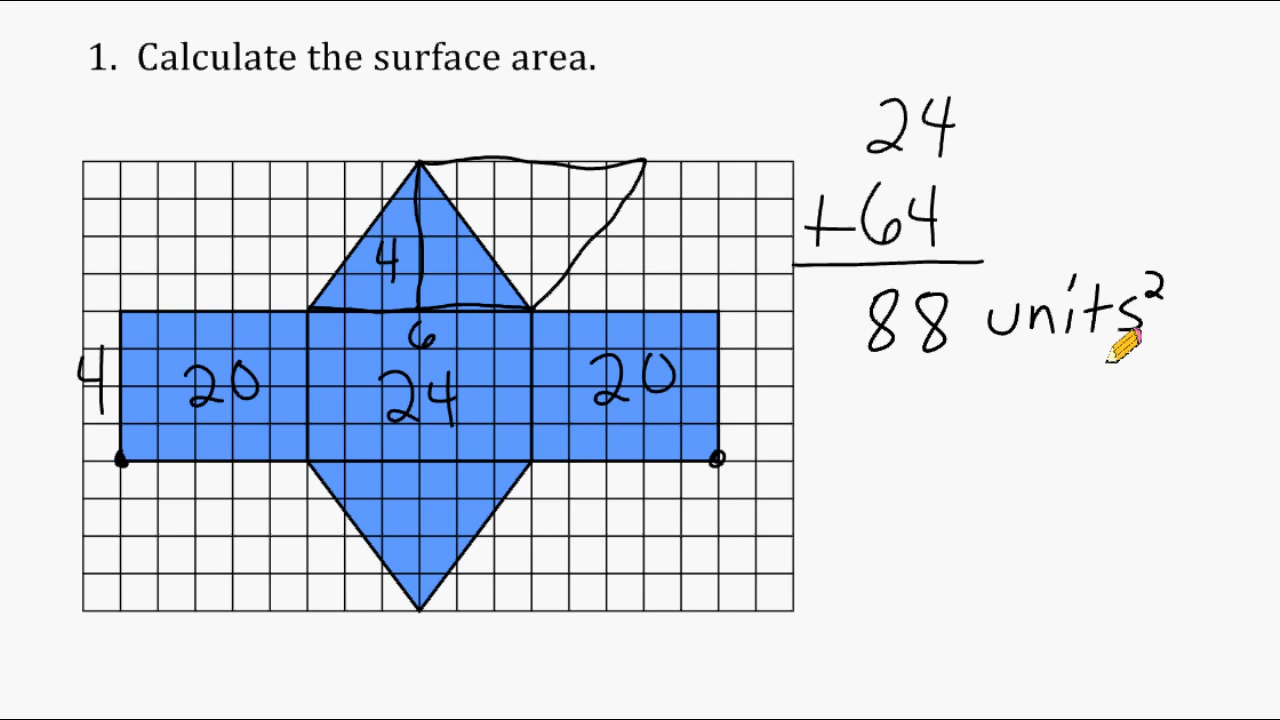 1. Calculate the surface area.
24
+64
88 units²
4
6
4 20 24 20